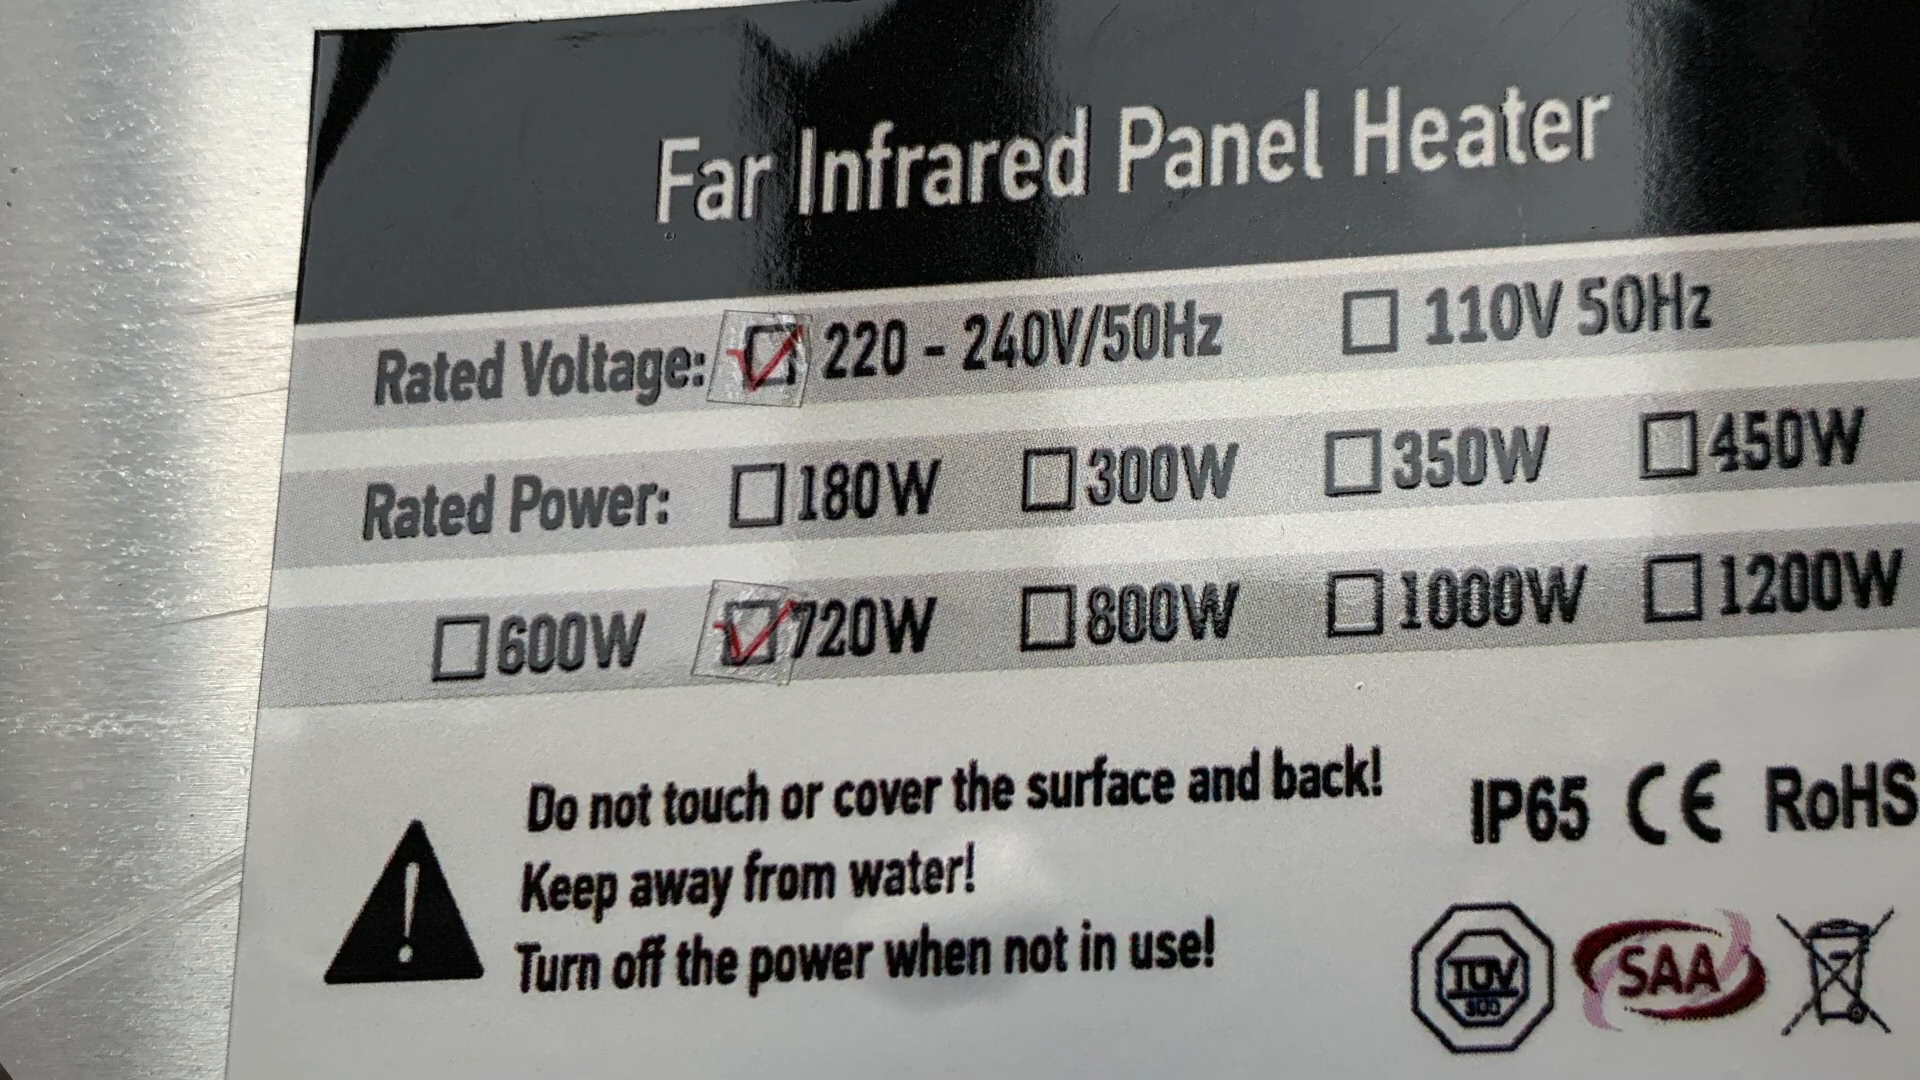 Far Infrared Panel Heater
Rated Voltage: ☑ 220 - 240V/50Hz ☐ 110V 50Hz
Rated Power: ☐ 180W ☐ 300W ☐ 350W ☐ 450W
☐ 600W ☑ 720W ☐ 800W ☐ 1000W ☐ 1200W
Do not touch or cover the surface and back!
Keep away from water!
Turn off the power when not in use!
IP65 CE RoHS
TÜV SAA